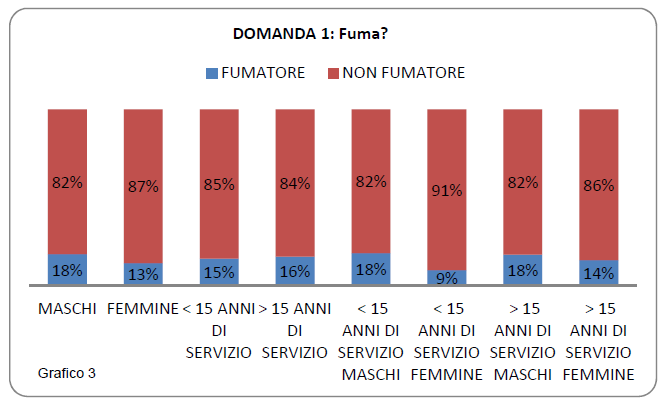 DOMANDA 1: Fuma?
FUMATORE NON FUMATORE
82% 87% 85% 84% 82% 91% 82% 86%
18% 13% 15% 16% 18% 9% 18% 14%
MASCHI FEMMINE < 15 ANNI > 15 ANNI < 15 < 15 > 15 > 15
DI DI ANNI DI ANNI DI ANNI DI ANNI DI
SERVIZIO SERVIZIO SERVIZIO SERVIZIO SERVIZIO SERVIZIO
MASCHI FEMMINE MASCHI FEMMINE
Grafico 3